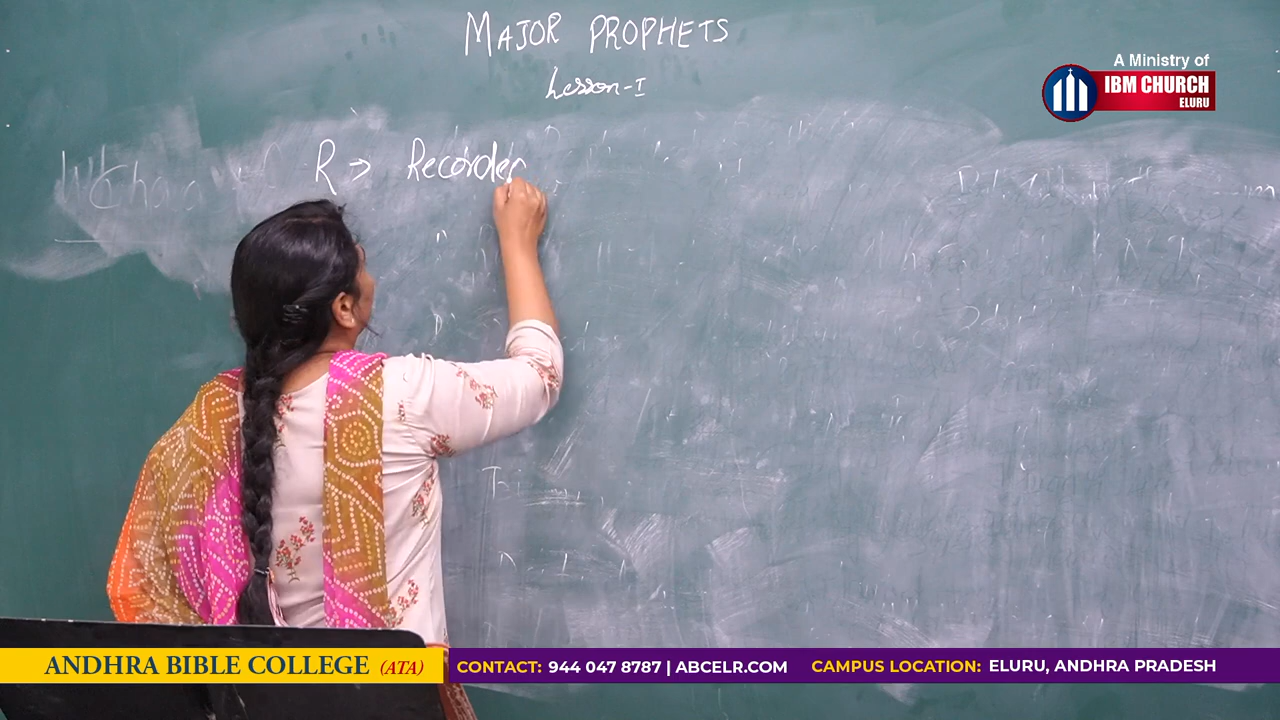 MAJOR PROPHETS
Lesson-I
A Ministry of
IBM CHURCH
ELURU
R => Recorder
ANDHRA BIBLE COLLEGE (ATA)
CONTACT: 944 047 8787 | ABCELR.COM
CAMPUS LOCATION: ELURU, ANDHRA PRADESH